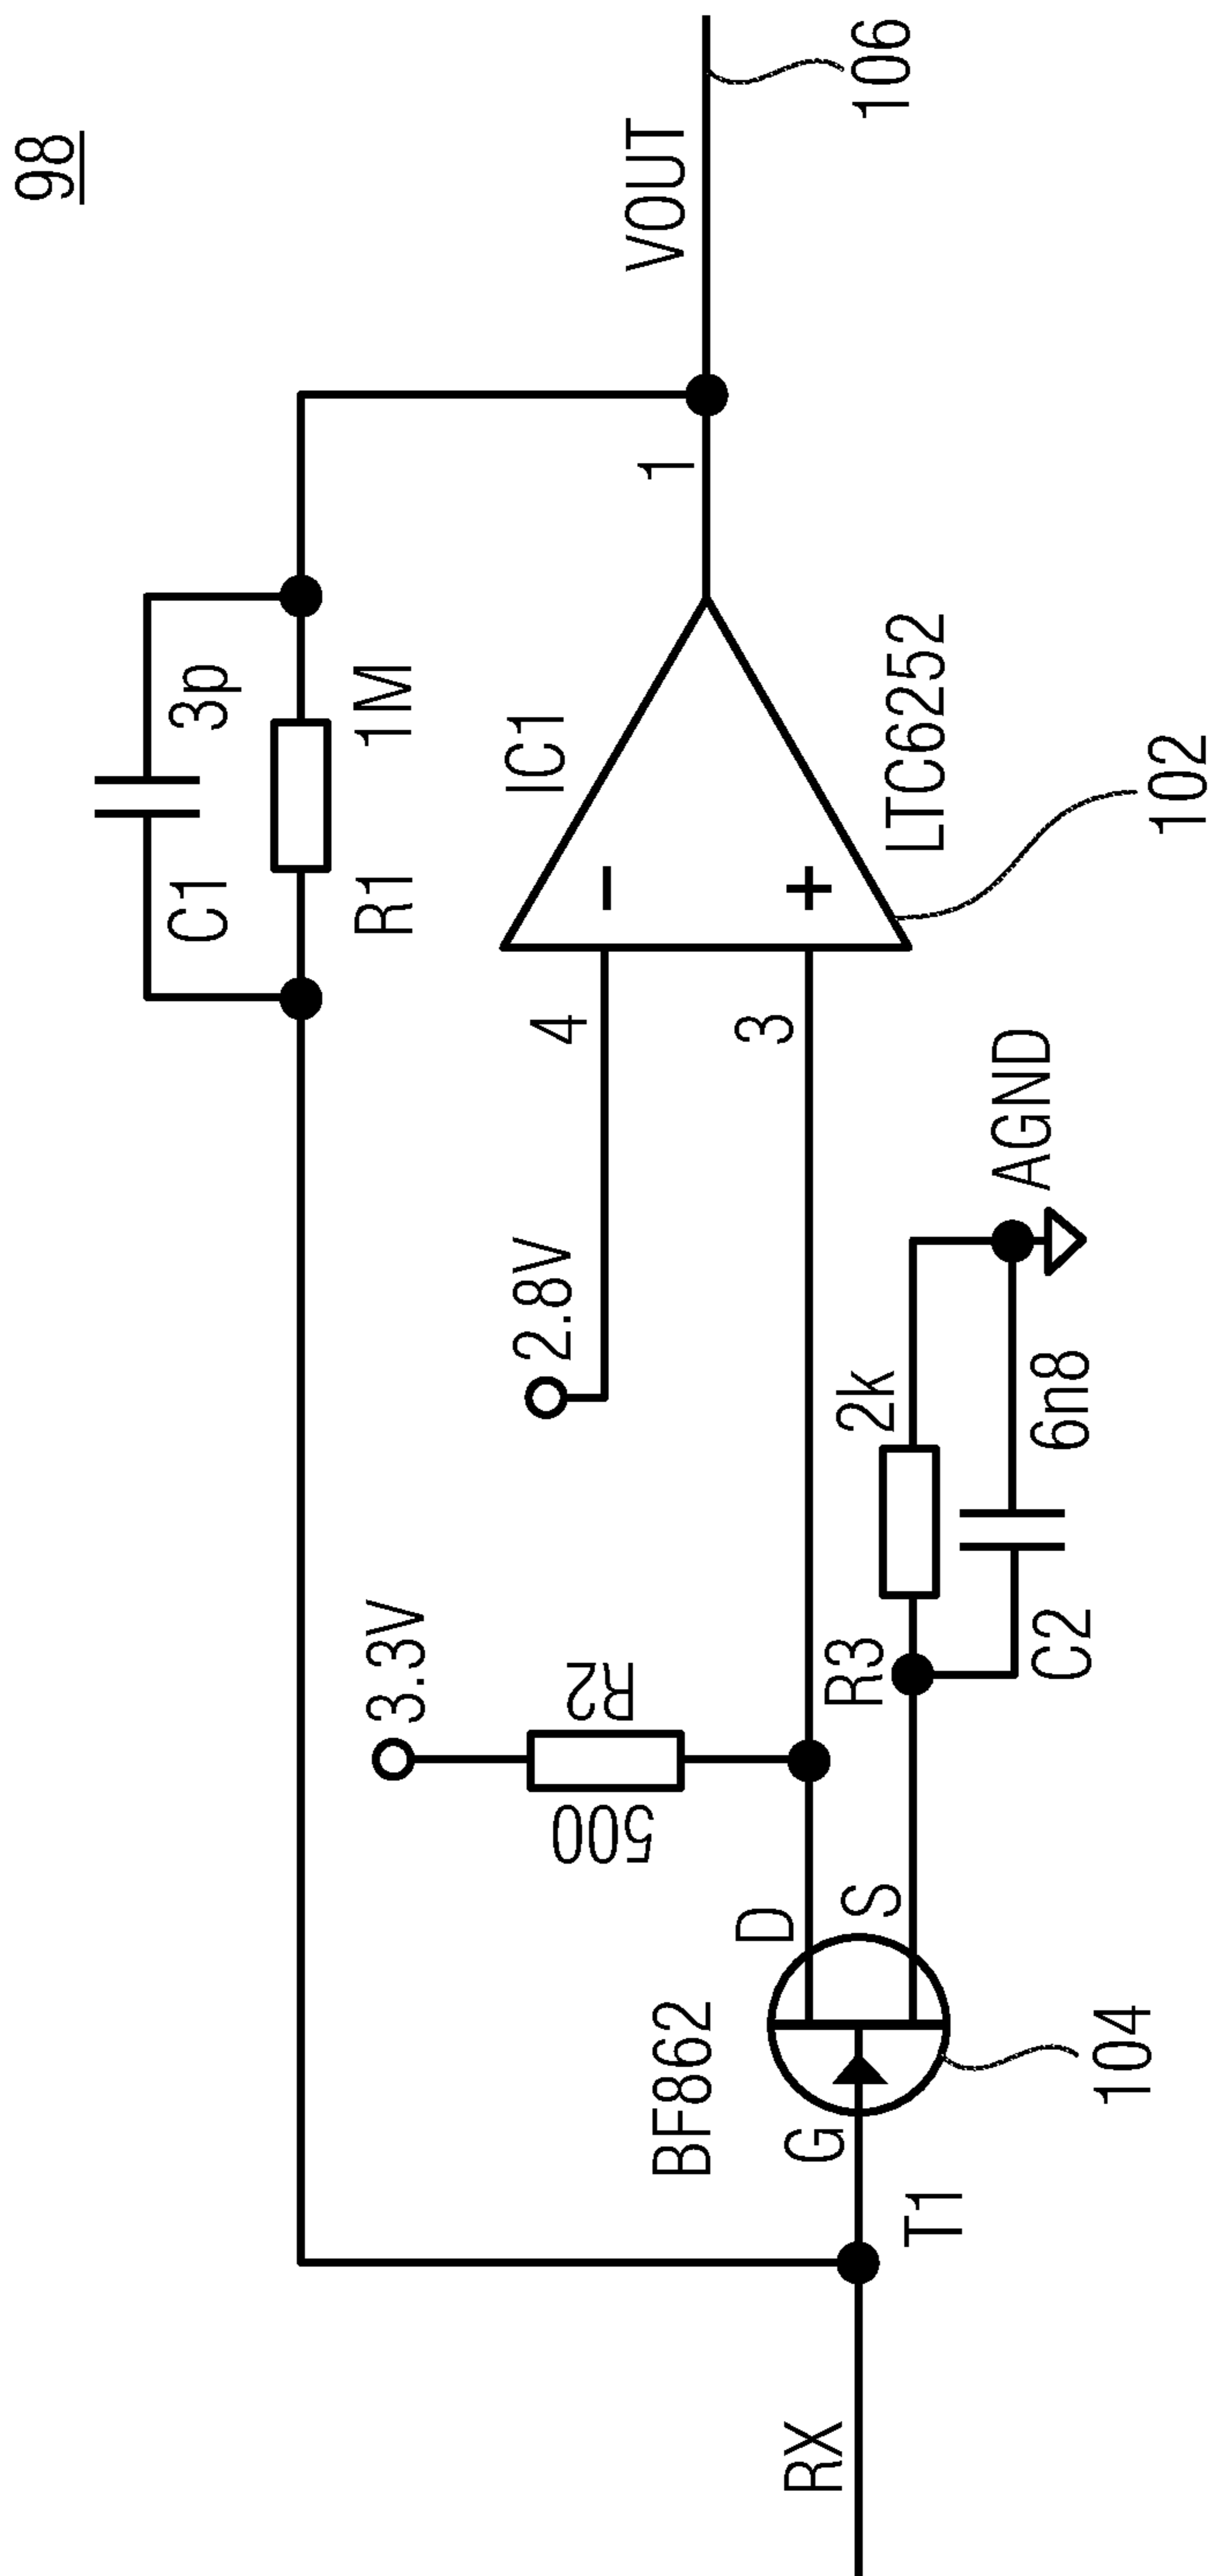 98
C1
3p
R1
1M
IC1
VOUT
1
106
3.3V
R2
500
2.8V
4
3
LTC6252
102
BF862
D
S
G
T1
RX
104
R3
2k
C2
6n8
AGND